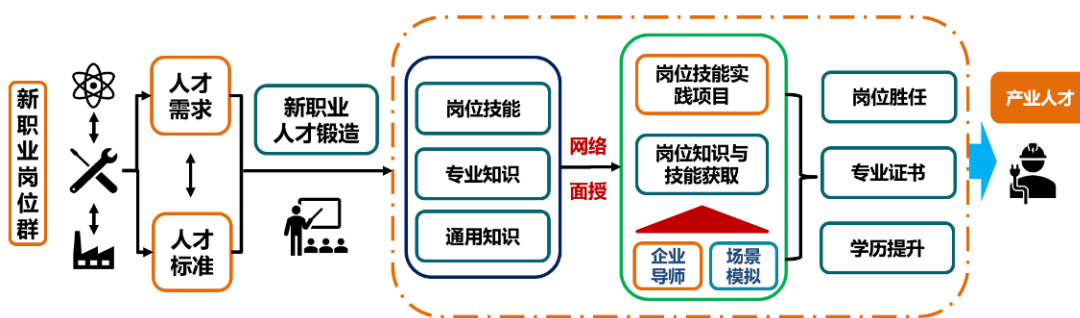 新职业岗位群
人才
需求
人才
标准
新职业
人才锻造
岗位技能
专业知识
通用知识
网络
面授
岗位技能实
践项目
岗位知识与
技能获取
企业
导师
场景
模拟
岗位胜任
专业证书
学历提升
产业人才